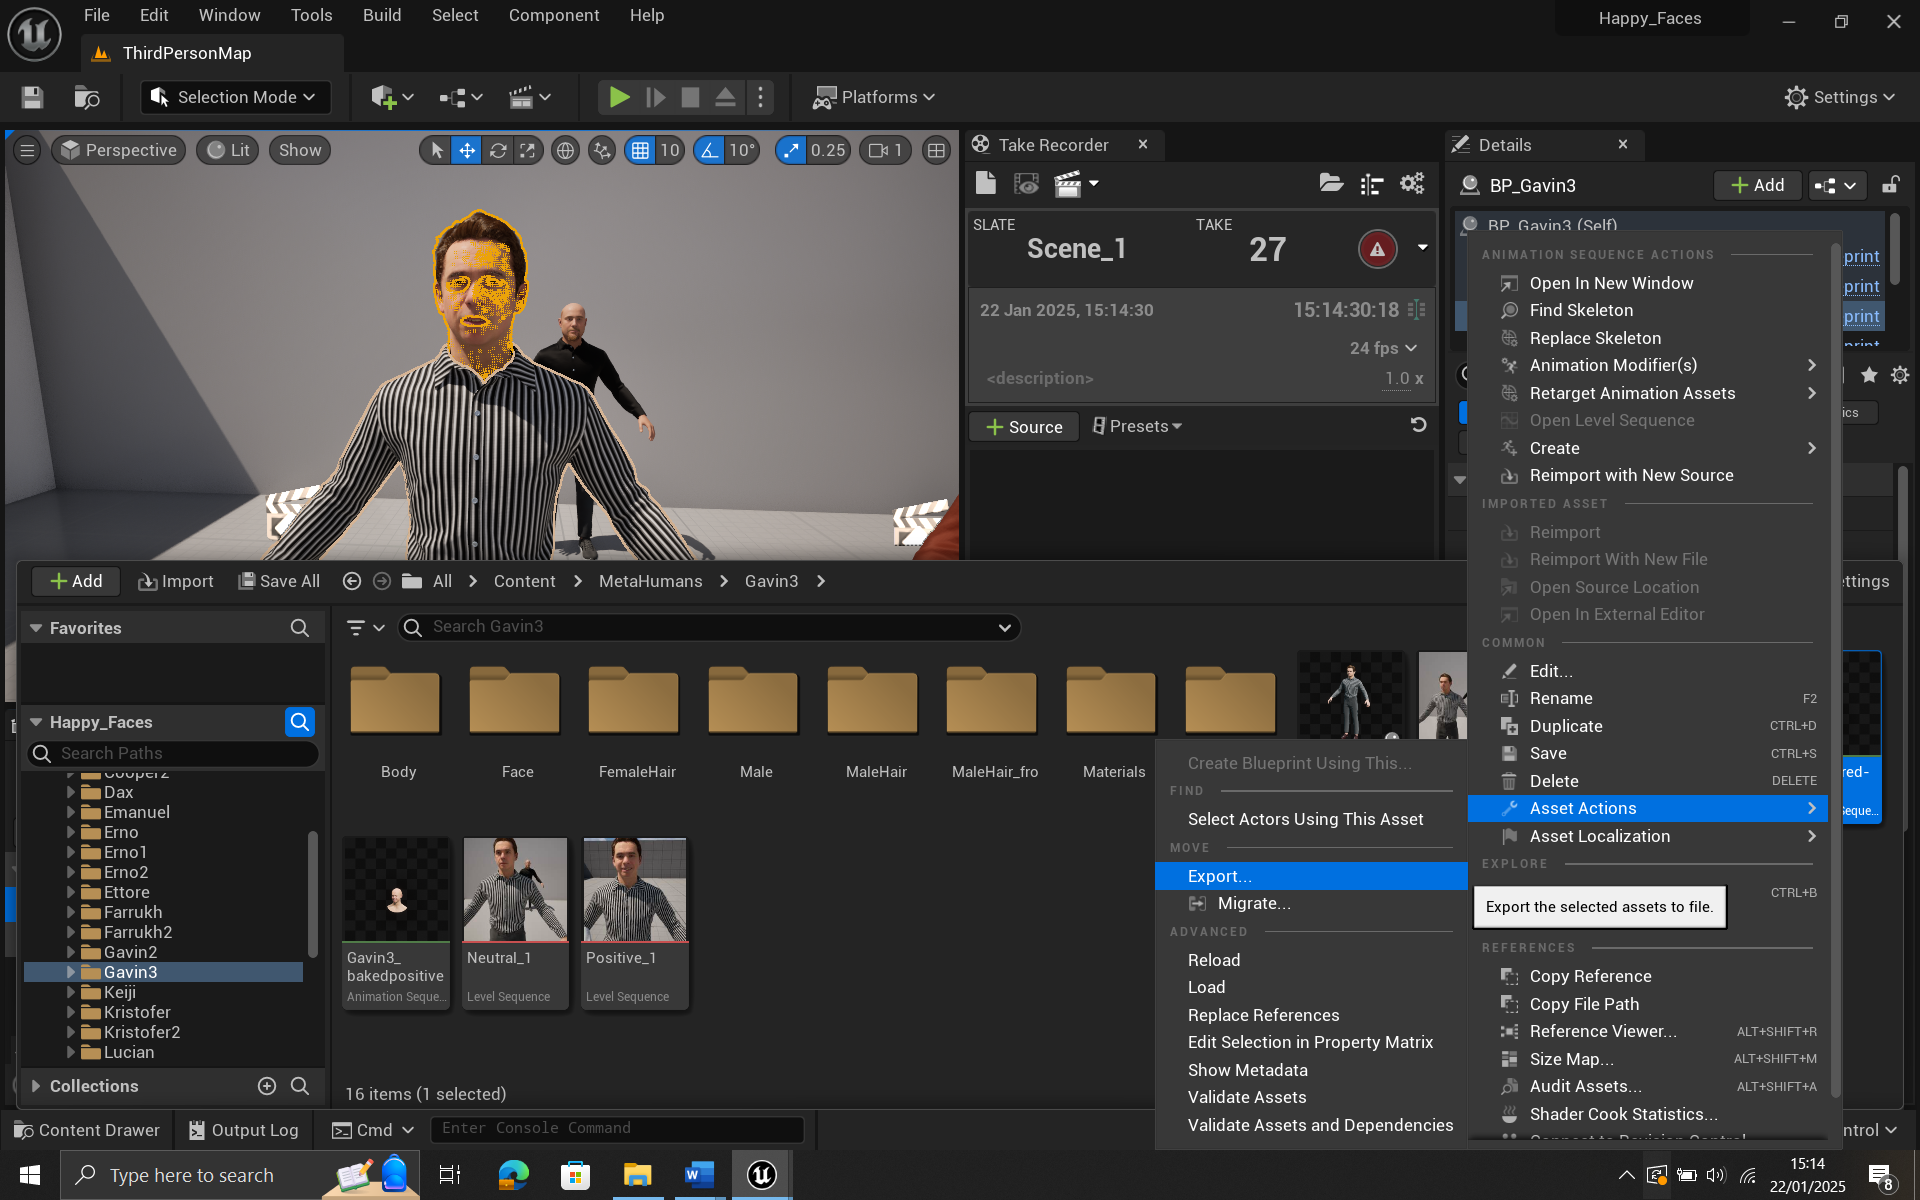 File Edit Window Tools Build Select Component Help
Happy_Faces
ThirdPersonMap
Selection Mode
Platforms
Settings
Perspective
Lit
Show
10
10°
0.25
1
Take Recorder
Details
BP_Gavin3
Add
SLATE
Scene_1
TAKE
27
22 Jan 2025, 15:14:30
15:14:30:18
24 fps
<description>
1.0 x
Source
Presets
BP_Gavin3 (Self)
print
print
print
ics
ANIMATION SEQUENCE ACTIONS
Open In New Window
Find Skeleton
Replace Skeleton
Animation Modifier(s)
Retarget Animation Assets
Open Level Sequence
Create
Reimport with New Source
IMPORTED ASSET
Reimport
Reimport With New File
Open Source Location
Open In External Editor
COMMON
Edit...
Rename F2
Duplicate CTRL+D
Save CTRL+S
Delete DELETE
Asset Actions
Asset Localization
EXPLORE
CTRL+B
Export the selected assets to file.
REFERENCES
Copy Reference
Copy File Path
Reference Viewer... ALT+SHIFT+R
Size Map... ALT+SHIFT+M
Audit Assets... ALT+SHIFT+A
Shader Cook Statistics...
Create Blueprint Using This...
FIND
Select Actors Using This Asset
MOVE
Export...
Migrate...
ADVANCED
Reload
Load
Replace References
Edit Selection in Property Matrix
Show Metadata
Validate Assets
Validate Assets and Dependencies
Add
Import
Save All
All
Content
MetaHumans
Gavin3
ettings
Favorites
Search Gavin3
Happy_Faces
Search Paths
Cooper2
Dax
Emanuel
Erno
Erno1
Erno2
Ettore
Farrukh
Farrukh2
Gavin2
Gavin3
Keiji
Kristofer
Kristofer2
Lucian
Collections
Body
Face
FemaleHair
Male
MaleHair
MaleHair_fro
Materials
red-
Seque...
Gavin3_
bakedpositive
Animation Seque...
Neutral_1
Level Sequence
Positive_1
Level Sequence
16 items (1 selected)
Content Drawer
Output Log
Cmd
Enter Console Command
ntrol
Type here to search
15:14
22/01/2025
8